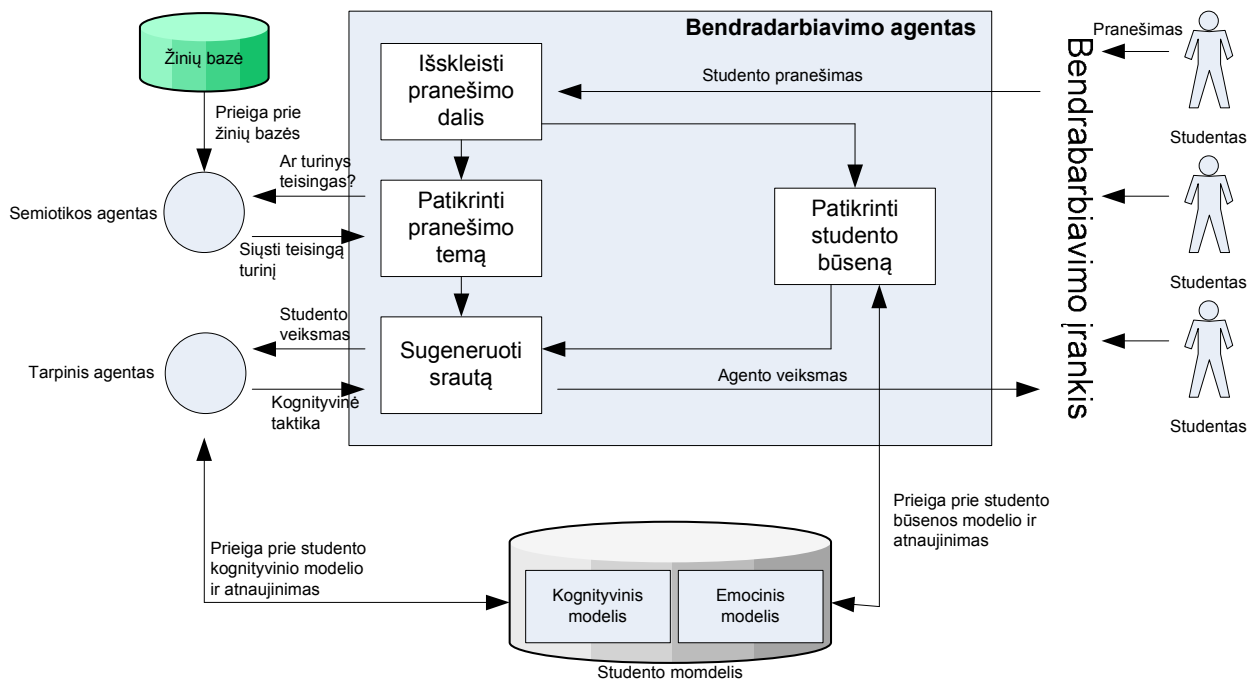 Bendradarbiavimo agentas
Žinių bazė
Išskleisti
pranešimo
dalis
Studento pranešimas
Pranešimas
Studentas
Prieiga prie
žinių bazės
Ar turinys
teisingas?
Semiotikos agentas
Siųsti teisingą
turinį
Patikrinti
pranešimo
temą
Patikrinti
studento
būseną
Bendrabarbiavimo įrankis
Studentas
Studento
veiksmas
Tarpinis agentas
Kognityvinė
taktika
Sugeneruoti
srautą
Agento veiksmas
Studentas
Prieiga prie studento
būsenos modelio ir
atnaujinimas
Prieiga prie studento
kognityvinio modelio
ir atnaujinimas
Kognityvinis
modelis
Emocinis
modelis
Studento momdelis